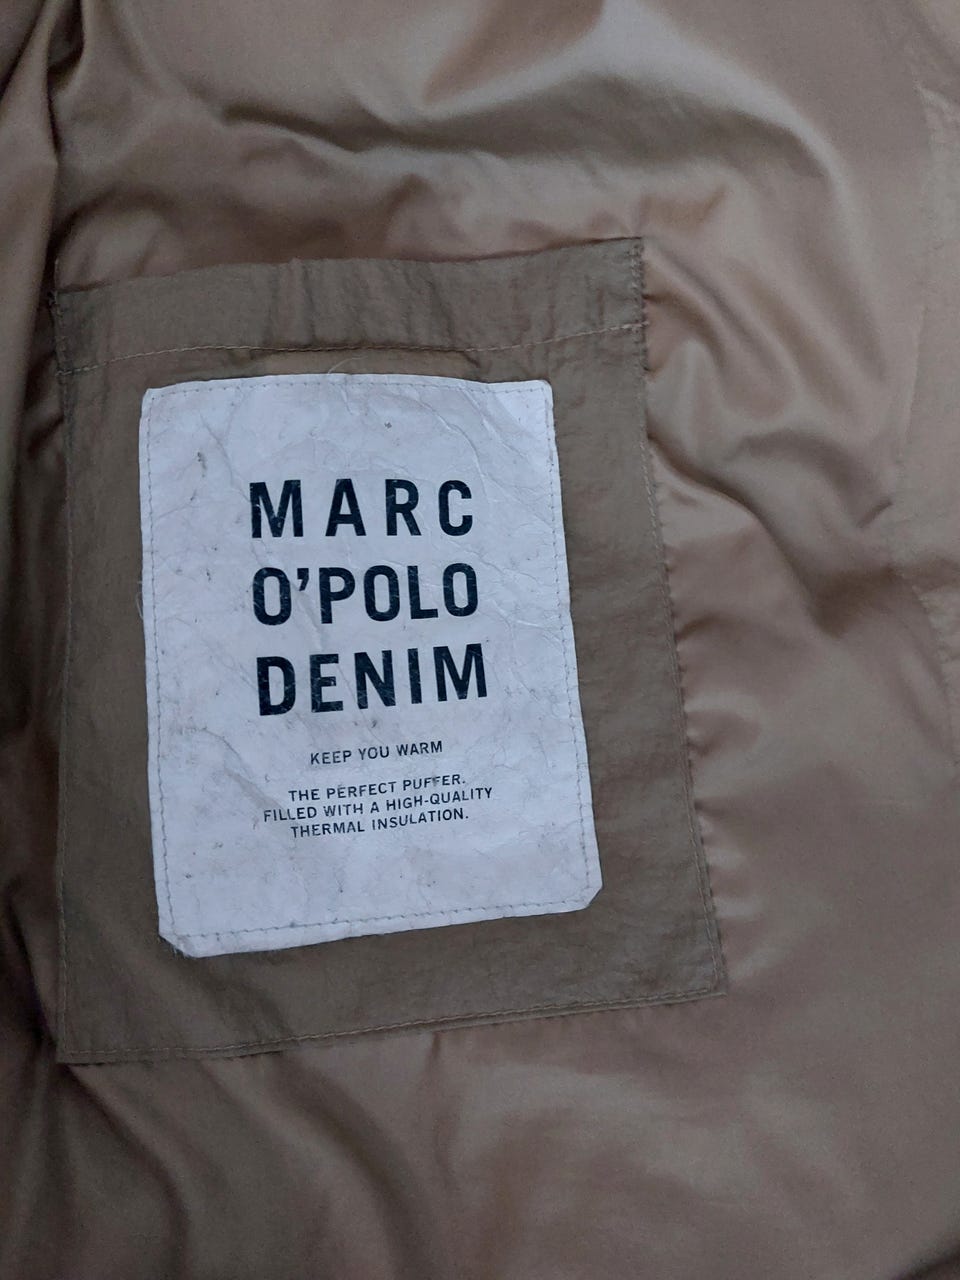 MARC
O'POLO
DENIM
KEEP YOU WARM
THE PERFECT PUFFER.
FILLED WITH A HIGH-QUALITY
THERMAL INSULATION.